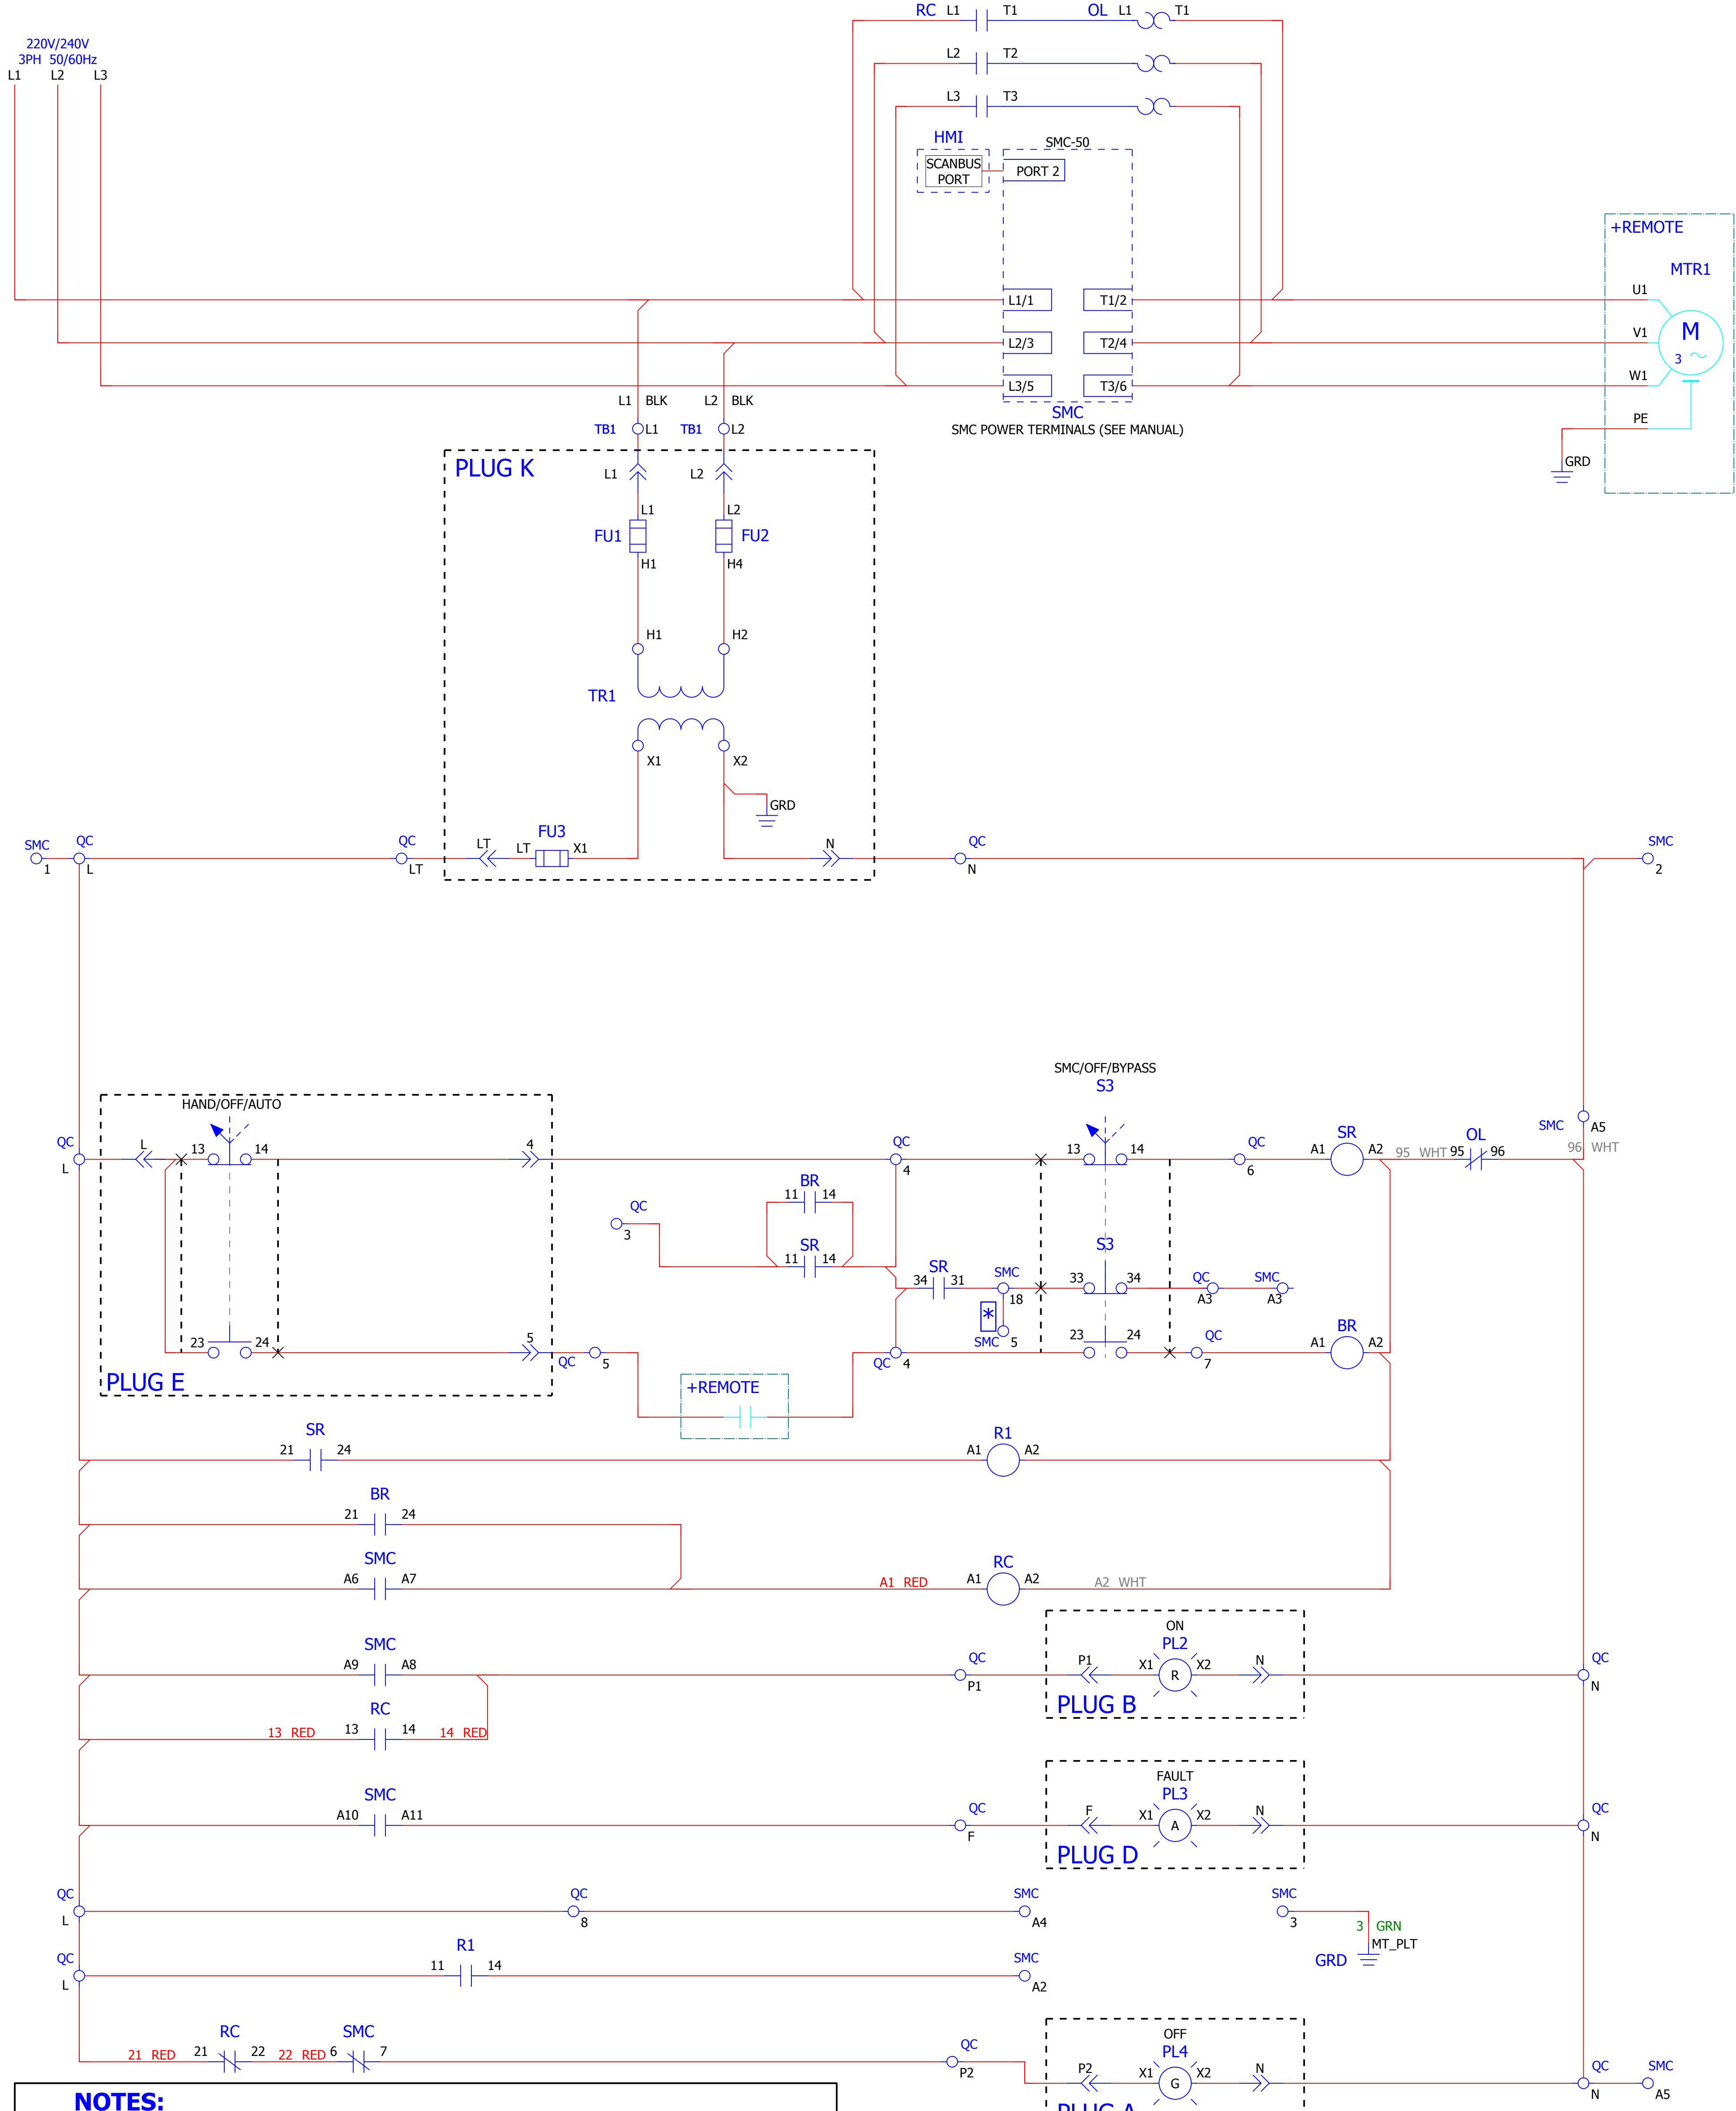 RC L1 T1 OL L1 T1
220V/240V
3PH 50/60Hz
L1 L2 L3
L2 T2
L3 T3
HMI
SMC-50
SCANBUS
PORT
PORT 2
+REMOTE
MTR1
L1/1 T1/2 U1
M
3
L2/3 T2/4 V1
L3/5 T3/6 W1
SMC
SMC POWER TERMINALS (SEE MANUAL)
PE
GRD
L1 BLK L2 BLK
TB1 L1 TB1 L2
PLUG K
L1 L2
L1 L2
FU1 FU2
H1 H4
H1 H2
TR1
X1 X2
GRD
SMC QC QC FU3 QC SMC
LT LT X1 N
1 L LT N 2
SMC/OFF/BYPASS
S3
HAND/OFF/AUTO
SMC A5
QC L 13 14 4 QC 13 14 QC SR OL
A1 A2 95 WHT 95 96 96 WHT
L 4 6
BR
11 14
QC
3
SR
11 14
S3
SR
34 31 SMC 33 34 QC SMC
18 A3 A3
*
SMC 5
23 24 5 23 24 QC BR
A1 A2
QC 5 QC 4 7
PLUG E
+REMOTE
SR R1
21 24 A1 A2
BR
21 24
SMC RC
A6 A7 A1 RED A1 A2 A2 WHT
ON
SMC PL2
A9 A8 QC P1 X1 X2 N QC
R
P1 N
PLUG B
RC
13 RED 13 14 14 RED
FAULT
SMC PL3
A10 A11 QC F X1 X2 N QC
A
F N
PLUG D
QC QC SMC SMC
L 8 A4 3
3 GRN
MT_PLT
GRD
QC R1 SMC
11 14
L A2
OFF
RC SMC PL4
21 RED 21 22 22 RED 6 7 QC P2 X1 X2 N QC SMC
G
P2 N A5
NOTES:
PLUG A